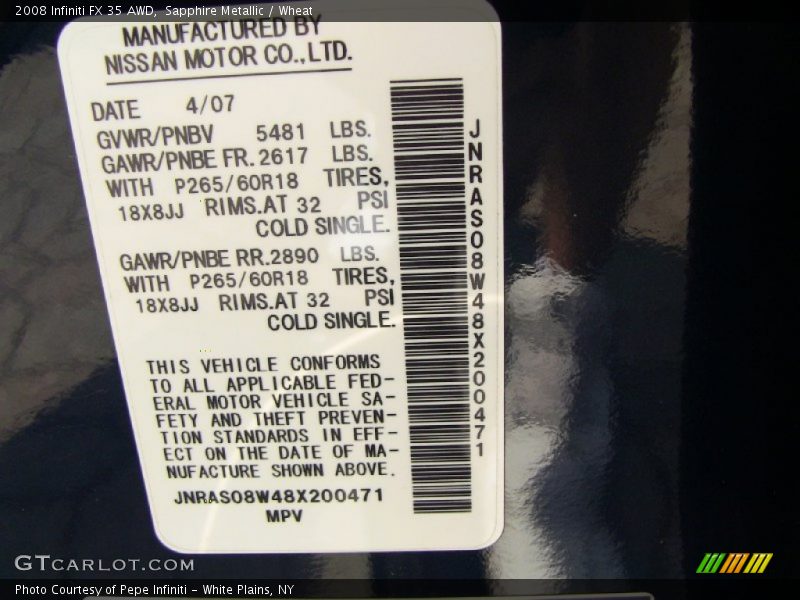 2008 Infiniti FX 35 AWD, Sapphire Metallic / Wheat
MANUFACTURED BY
NISSAN MOTOR CO.,LTD.
DATE 4/07
GVWR/PNBV 5481 LBS.
GAWR/PNBE FR. 2617 LBS.
WITH P265/60R18 TIRES,
18X8JJ RIMS.AT 32 PSI
COLD SINGLE.
GAWR/PNBE RR.2890 LBS.
WITH P265/60R18 TIRES,
18X8JJ RIMS.AT 32 PSI
COLD SINGLE.
THIS VEHICLE CONFORMS
TO ALL APPLICABLE FED-
ERAL MOTOR VEHICLE SA-
FETY AND THEFT PREVEN-
TION STANDARDS IN EFF-
ECT ON THE DATE OF MA-
NUFACTURE SHOWN ABOVE.
JNRAS08W48X200471
MPV
JNRAS08W48X200471
GTCARLOT.COM
Photo Courtesy of Pepe Infiniti - White Plains, NY